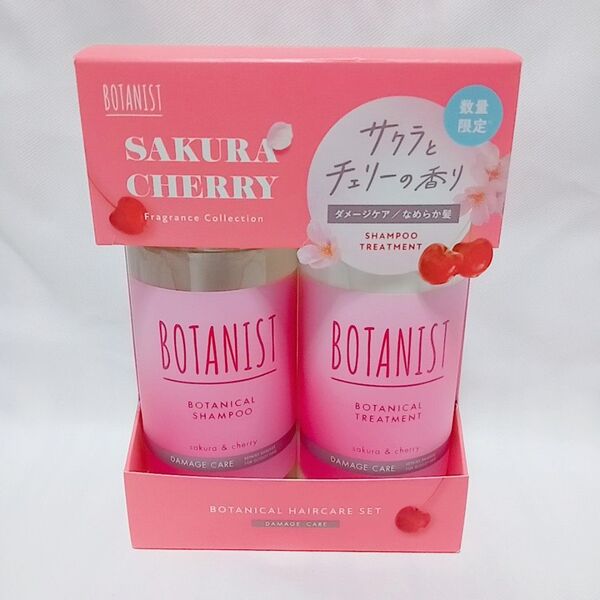 BOTANIST
SAKURA
CHERRY
Fragrance Collection
数量
限定
サクラと
チェリーの香り
ダメージケア/なめらか髪
SHAMPOO
TREATMENT
BOTANIST
BOTANICAL
SHAMPOO
sakura & cherry
DAMAGE CARE
BOTANIST
BOTANICAL
TREATMENT
sakura & cherry
DAMAGE CARE
BOTANICAL HAIRCARE SET
DAMAGE CARE